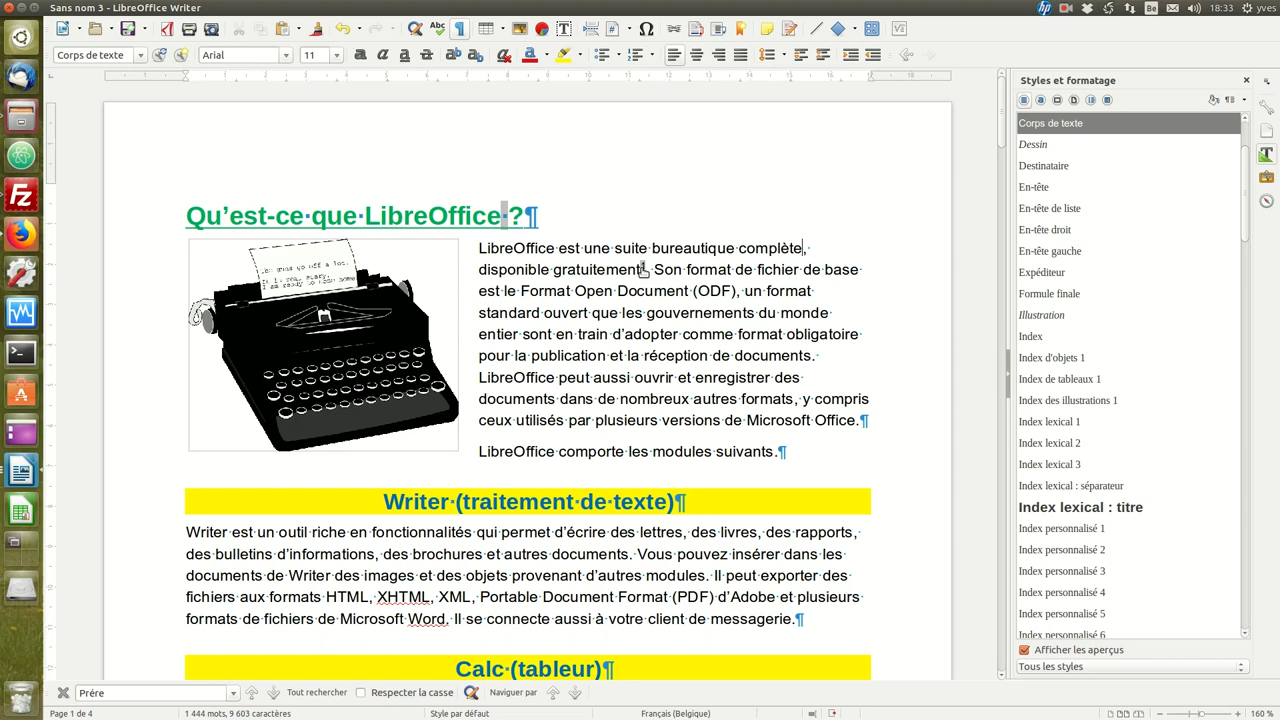 Sans nom 3 - LibreOffice Writer
Be
18:33
yves
Corps de texte
Arial
11
Styles et formatage
Corps de texte
Dessin
Destinataire
En-tête
En-tête de liste
En-tête droit
En-tête gauche
Expéditeur
Formule finale
Illustration
Index
Index d'objets 1
Index de tableaux 1
Index des illustrations 1
Index lexical 1
Index lexical 2
Index lexical 3
Index lexical : séparateur
Index lexical : titre
Index personnalisé 1
Index personnalisé 2
Index personnalisé 3
Index personnalisé 4
Index personnalisé 5
Index personnalisé 6
Afficher les aperçus
Tous les styles
Qu’est-ce·que·LibreOffice·?¶
LibreOffice·est·une·suite·bureautique·complète,·
disponible·gratuitement.·Son·format·de·fichier·de·base·
est·le·Format·Open·Document·(ODF),·un·format·
standard·ouvert·que·les·gouvernements·du·monde·
entier·sont·en·train·d’adopter·comme·format·obligatoire·
pour·la·publication·et·la·réception·de·documents.·
LibreOffice·peut·aussi·ouvrir·et·enregistrer·des·
documents·dans·de·nombreux·autres·formats,·y·compris·
ceux·utilisés·par·plusieurs·versions·de·Microsoft·Office.¶
LibreOffice·comporte·les·modules·suivants.¶
Writer·(traitement·de·texte)¶
Writer·est·un·outil·riche·en·fonctionnalités·qui·permet·d’écrire·des·lettres,·des·livres,·des·rapports,·
des·bulletins·d’informations,·des·brochures·et·autres·documents.·Vous·pouvez·insérer·dans·les·
documents·de·Writer·des·images·et·des·objets·provenant·d’autres·modules.·Il·peut·exporter·des·
fichiers·aux·formats·HTML,·XHTML,·XML,·Portable·Document·Format·(PDF)·d’Adobe·et·plusieurs·
formats·de·fichiers·de·Microsoft·Word.·Il·se·connecte·aussi·à·votre·client·de·messagerie.¶
Calc·(tableur)¶
Prére
Tout rechercher
Respecter la casse
Naviguer par
Page 1 de 4
1 444 mots, 9 603 caractères
Style par défaut
Français (Belgique)
160 %